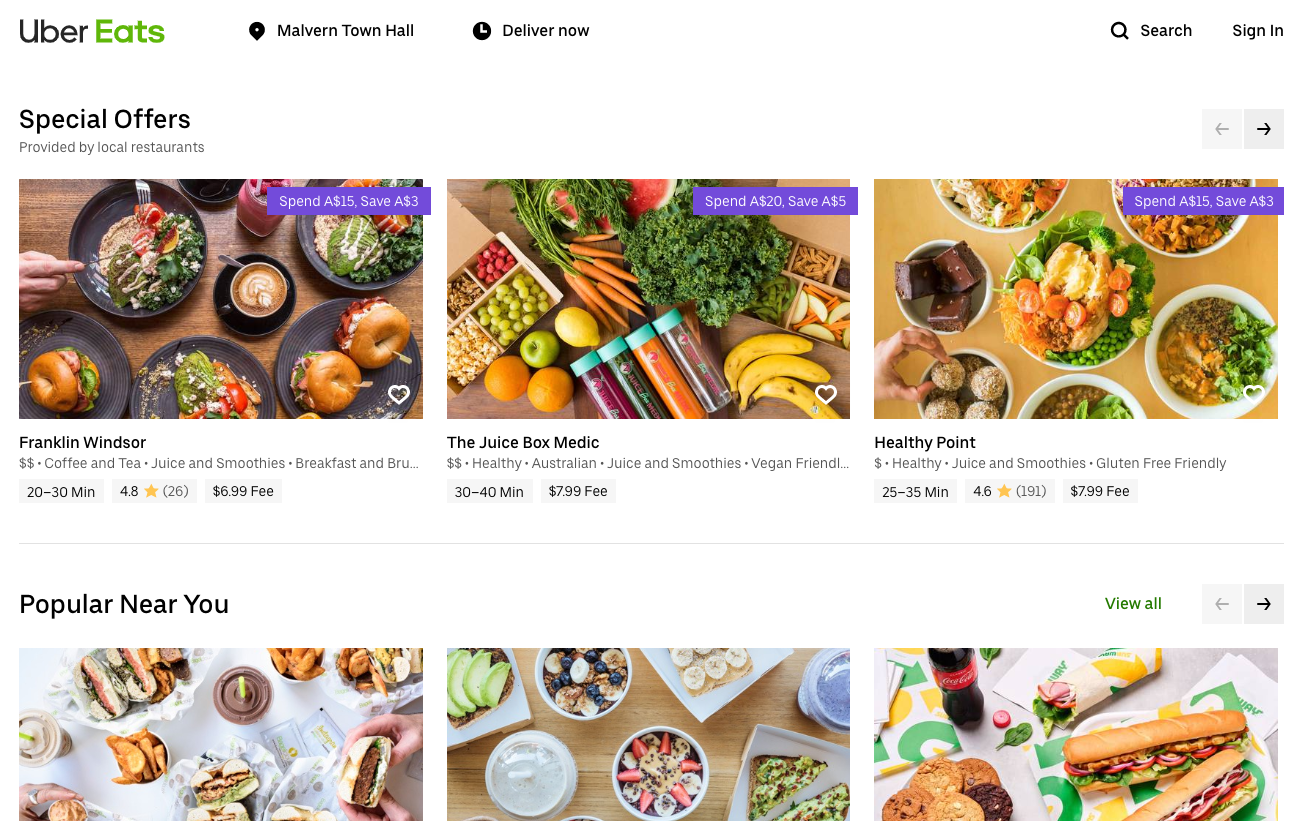 Uber Eats
Malvern Town Hall
Deliver now
Search
Sign In
Special Offers
Provided by local restaurants
Spend A$15, Save A$3
Spend A$20, Save A$5
Spend A$15, Save A$3
Franklin Windsor
$$ • Coffee and Tea • Juice and Smoothies • Breakfast and Bru...
20–30 Min
4.8 (26)
$6.99 Fee
The Juice Box Medic
$$ • Healthy • Australian • Juice and Smoothies • Vegan Friendl...
30–40 Min
$7.99 Fee
Healthy Point
$ • Healthy • Juice and Smoothies • Gluten Free Friendly
25–35 Min
4.6 (191)
$7.99 Fee
Popular Near You
View all
Coca-Cola